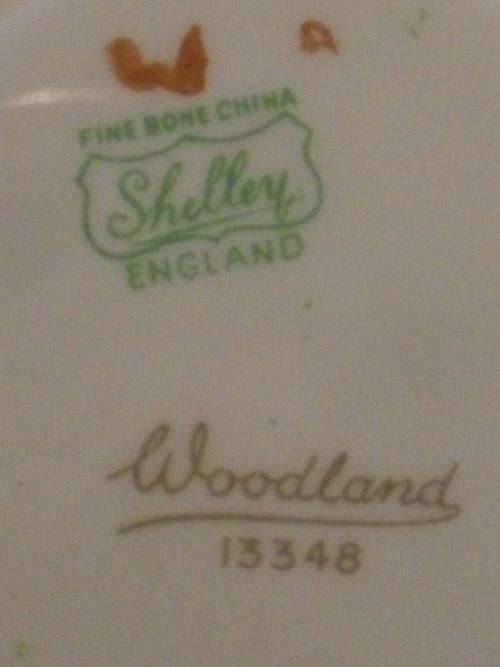 W A
FINE BONE CHINA
Shelley
ENGLAND
Woodland
13348